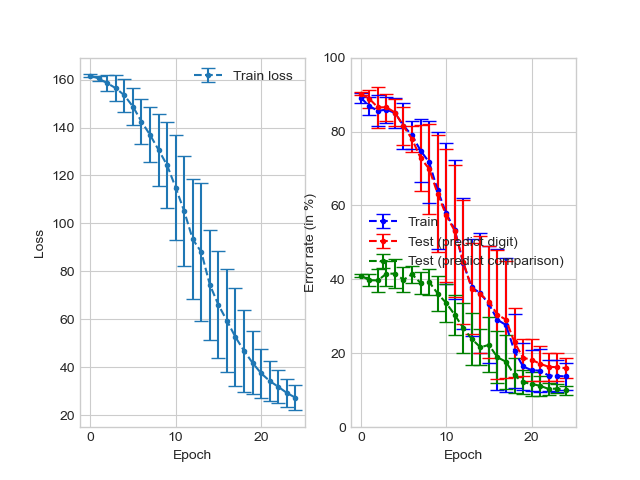 Train loss
160
140
120
100
80
60
40
20
0
10
20
Loss
Epoch
100
80
60
40
20
0
0
10
20
Error rate (in %)
Train
Test (predict digit)
Test (predict comparison)
Epoch